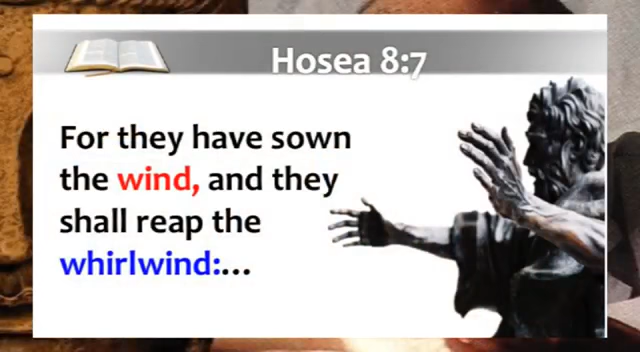 Hosea 8:7
For they have sown
the wind, and they
shall reap the
whirlwind:...